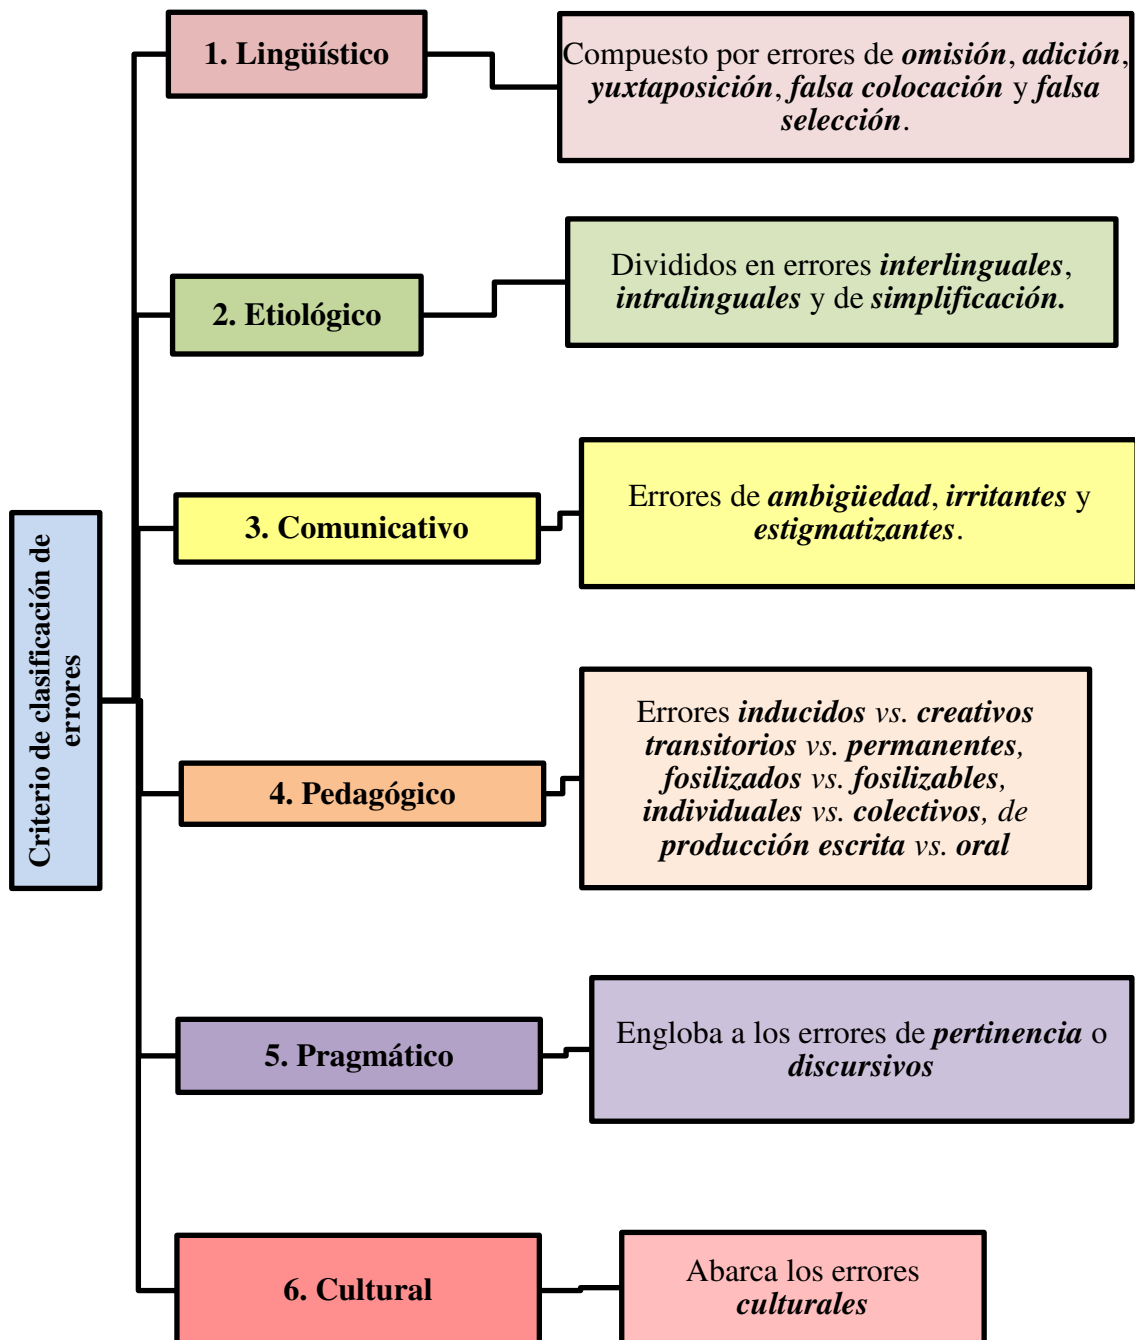 Criterio de clasificación de
errores
1. Lingüístico
Compuesto por errores de omisión, adición,
yuxtaposición, falsa colocación y falsa
selección.
2. Etiológico
Divididos en errores interlinguales,
intralinguales y de simplificación.
3. Comunicativo
Errores de ambigüedad, irritantes y
estigmatizantes.
4. Pedagógico
Errores inducidos vs. creativos
transitorios vs. permanentes,
fosilizados vs. fosilizables,
individuales vs. colectivos, de
producción escrita vs. oral
5. Pragmático
Engloba a los errores de pertinencia o
discursivos
6. Cultural
Abarca los errores
culturales